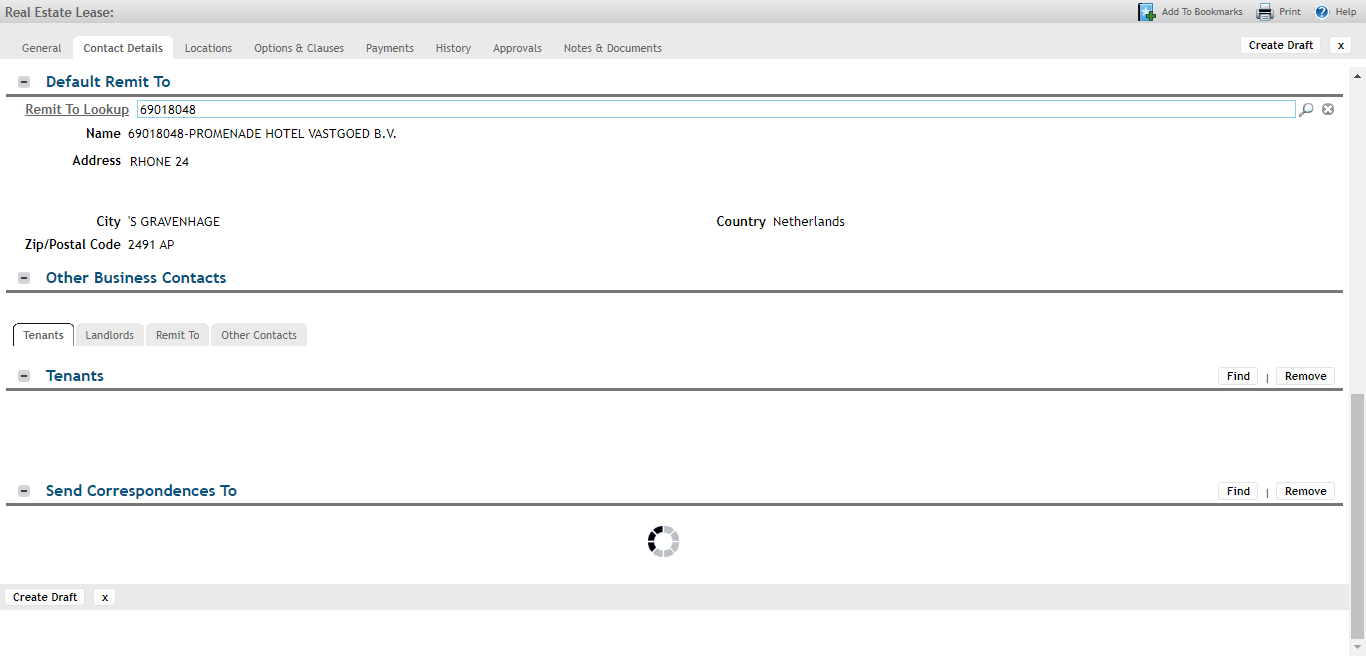 Real Estate Lease:
Add To Bookmarks Print ? Help
General Contact Details Locations Options & Clauses Payments History Approvals Notes & Documents Create Draft x
Default Remit To
Remit To Lookup 69018048
Name 69018048-PROMENADE HOTEL VASTGOED B.V.
Address RHONE 24
City 'S GRAVENHAGE Country Netherlands
Zip/Postal Code 2491 AP
Other Business Contacts
Tenants Landlords Remit To Other Contacts
Tenants Find | Remove
Send Correspondences To Find | Remove
Create Draft x